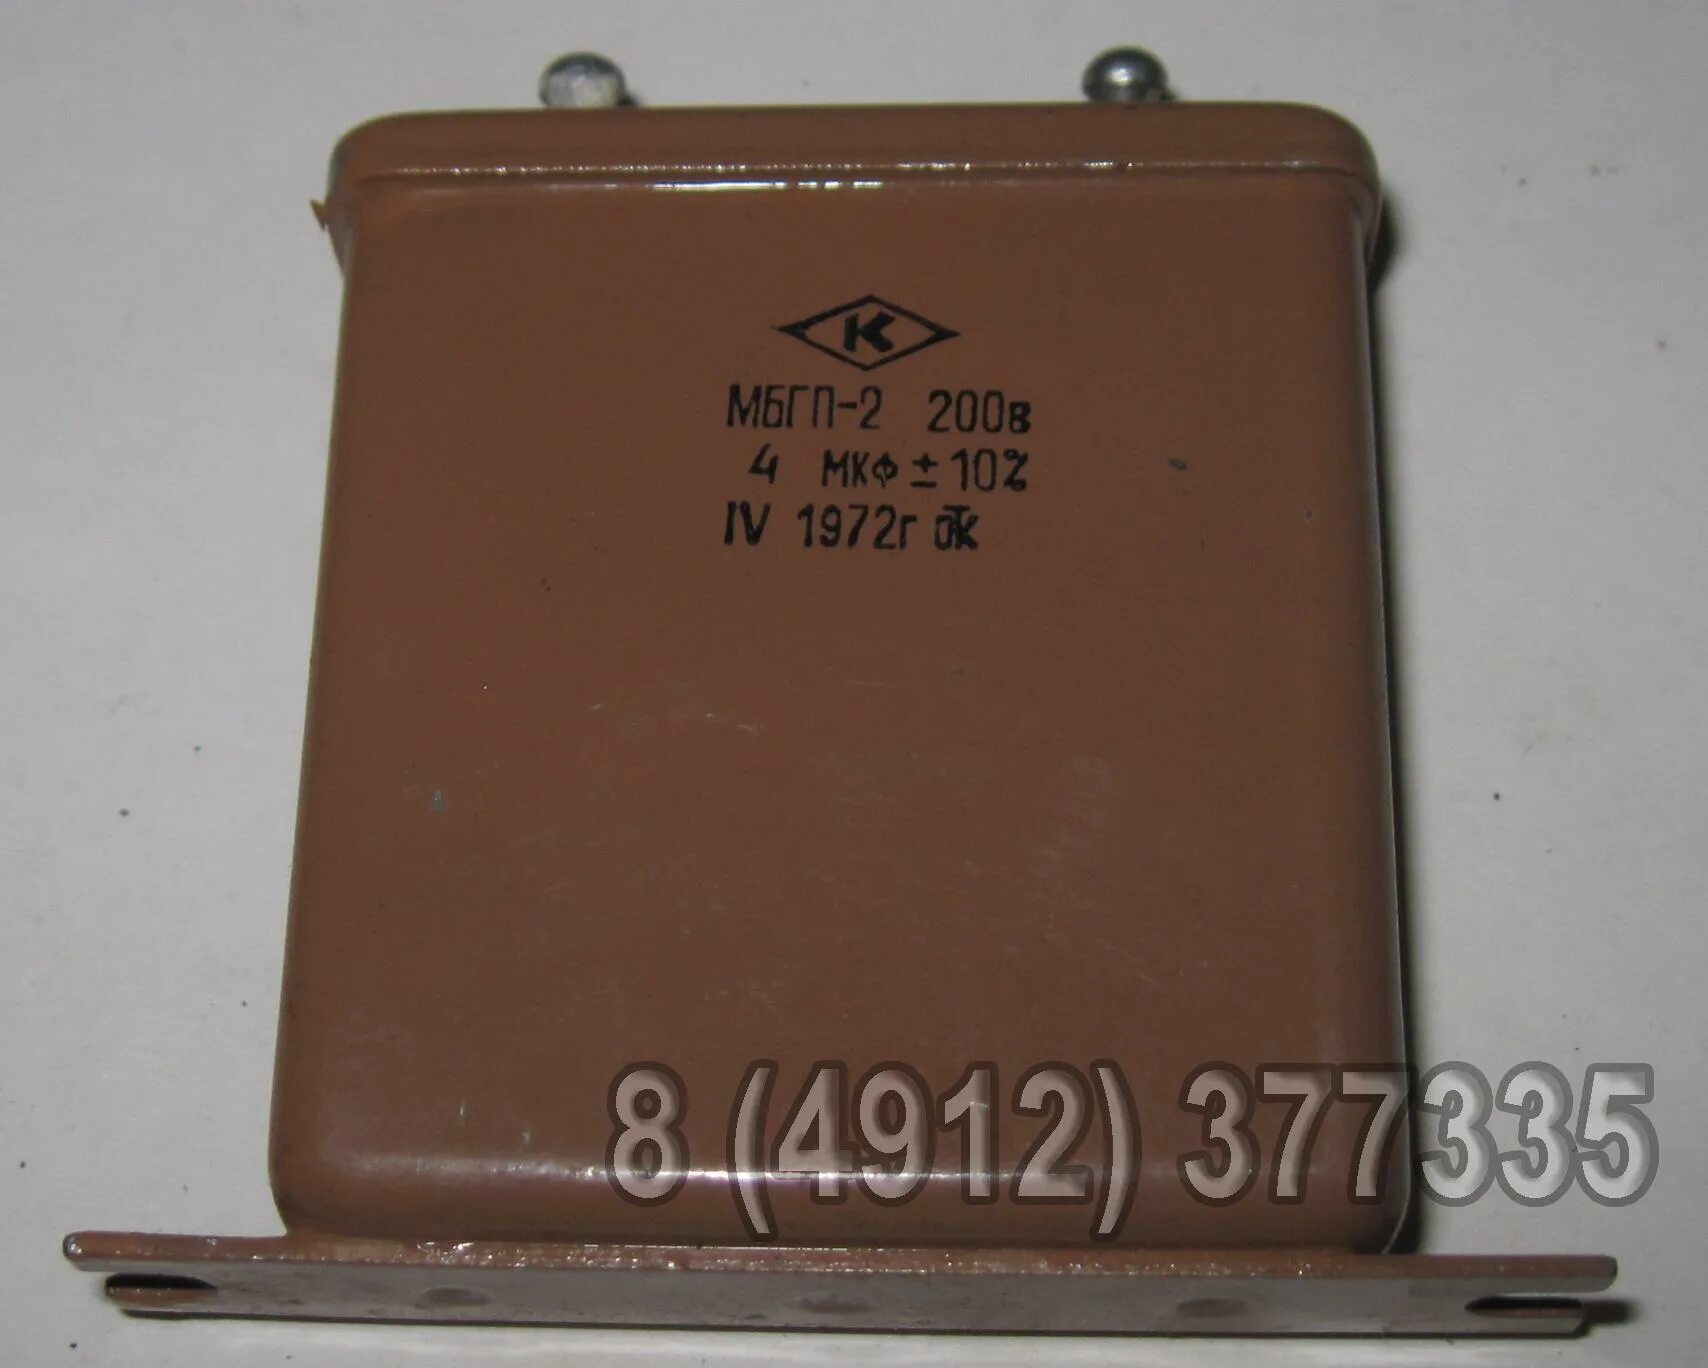 К
МБГП-2 200в
4 мкф ± 10%
IV 1972г отк
8 (4912) 377335